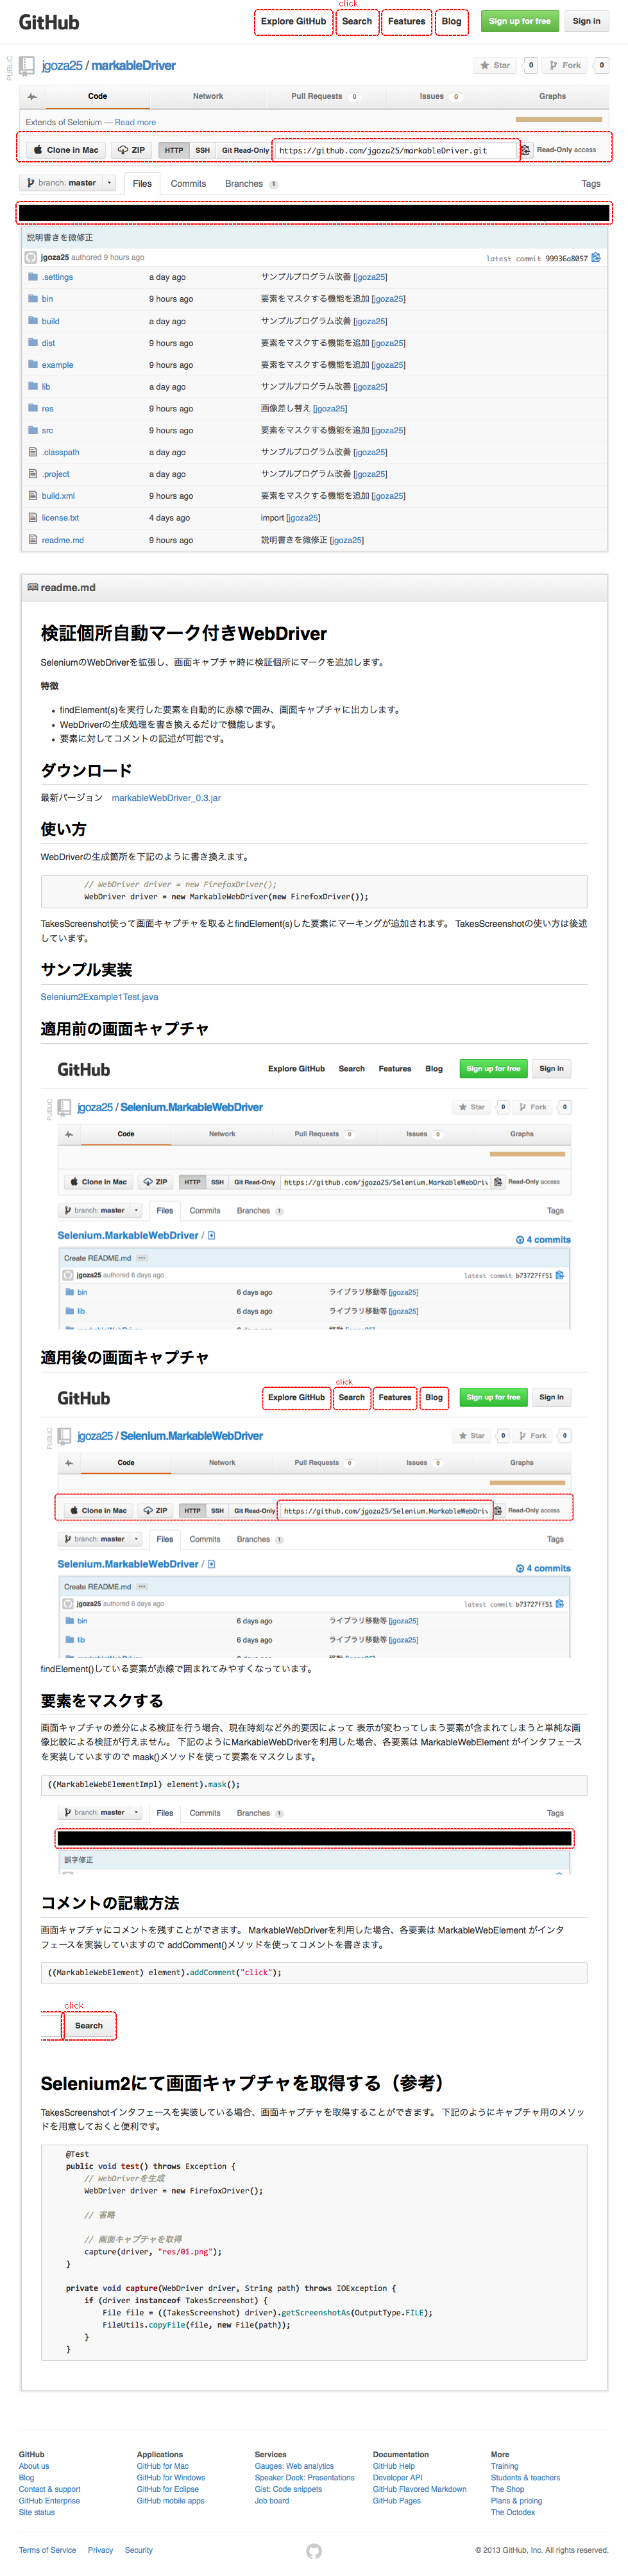 click
GitHub Explore GitHub Search Features Blog Sign up for free Sign in
PUBLIC jgoza25 / markableDriver Star 0 Fork 0
Code Network Pull Requests 0 Issues 0 Graphs
Extends of Selenium — Read more
Clone in Mac ZIP HTTP SSH Git Read-Only https://github.com/jgoza25/markableDriver.git Read-Only access
branch: master Files Commits Branches 1 Tags
説明書きを微修正
jgoza25 authored 9 hours ago latest commit 99936a8057
.settings a day ago サンプルプログラム改善 [jgoza25]
bin 9 hours ago 要素をマスクする機能を追加 [jgoza25]
build a day ago サンプルプログラム改善 [jgoza25]
dist 9 hours ago 要素をマスクする機能を追加 [jgoza25]
example 9 hours ago 要素をマスクする機能を追加 [jgoza25]
lib a day ago サンプルプログラム改善 [jgoza25]
res 9 hours ago 画像差し替え [jgoza25]
src 9 hours ago 要素をマスクする機能を追加 [jgoza25]
.classpath a day ago サンプルプログラム改善 [jgoza25]
.project a day ago サンプルプログラム改善 [jgoza25]
build.xml 9 hours ago 要素をマスクする機能を追加 [jgoza25]
license.txt 4 days ago import [jgoza25]
readme.md 9 hours ago 説明書きを微修正 [jgoza25]
readme.md
検証個所自動マーク付きWebDriver
SeleniumのWebDriverを拡張し、画面キャプチャ時に検証個所にマークを追加します。
特徴
• findElement(s)を実行した要素を自動的に赤線で囲み、画面キャプチャに出力します。
• WebDriverの生成処理を書き換えるだけで機能します。
• 要素に対してコメントの記述が可能です。
ダウンロード
最新バージョン markableWebDriver_0.3.jar
使い方
WebDriverの生成箇所を下記のように書き換えます。
// WebDriver driver = new FirefoxDriver();
WebDriver driver = new MarkableWebDriver(new FirefoxDriver());
TakesScreenshot使って画面キャプチャを取るとfindElement(s)した要素にマーキングが追加されます。 TakesScreenshotの使い方は後述
しています。
サンプル実装
Selenium2Example1Test.java
適用前の画面キャプチャ
GitHub Explore GitHub Search Features Blog Sign up for free Sign in
PUBLIC jgoza25 / Selenium.MarkableWebDriver Star 0 Fork 0
Code Network Pull Requests 0 Issues 0 Graphs
Clone in Mac ZIP HTTP SSH Git Read-Only https://github.com/jgoza25/Selenium.MarkableWebDriv Read-Only access
branch: master Files Commits Branches 1 Tags
Selenium.MarkableWebDriver / 4 commits
Create README.md
jgoza25 authored 6 days ago latest commit b73727ff51
bin 6 days ago ライブラリ移動等 [jgoza25]
lib 6 days ago ライブラリ移動等 [jgoza25]
適用後の画面キャプチャ
click
GitHub Explore GitHub Search Features Blog Sign up for free Sign in
PUBLIC jgoza25 / Selenium.MarkableWebDriver Star 0 Fork 0
Code Network Pull Requests 0 Issues 0 Graphs
Clone in Mac ZIP HTTP SSH Git Read-Only https://github.com/jgoza25/Selenium.MarkableWebDriv Read-Only access
branch: master Files Commits Branches 1 Tags
Selenium.MarkableWebDriver / 4 commits
Create README.md
jgoza25 authored 6 days ago latest commit b73727ff51
bin 6 days ago ライブラリ移動等 [jgoza25]
lib 6 days ago ライブラリ移動等 [jgoza25]
findElement()している要素が赤線で囲まれてみやすくなっています。
要素をマスクする
画面キャプチャの差分による検証を行う場合、現在時刻など外的要因によって 表示が変わってしまう要素が含まれてしまうと単純な画
像比較による検証が行えません。 下記のようにMarkableWebDriverを利用した場合、各要素は MarkableWebElement がインタフェース
を実装していますので mask()メソッドを使って要素をマスクします。
((MarkableWebElementImpl) element).mask();
branch: master Files Commits Branches 1 Tags
誤字修正
コメントの記載方法
画面キャプチャにコメントを残すことができます。 MarkableWebDriverを利用した場合、各要素は MarkableWebElement がインタ
フェースを実装していますので addComment()メソッドを使ってコメントを書きます。
((MarkableWebElement) element).addComment("click");
click
Search
Selenium2にて画面キャプチャを取得する（参考）
TakesScreenshotインタフェースを実装している場合、画面キャプチャを取得することができます。 下記のようにキャプチャ用のメソッ
ドを用意しておくと便利です。
@Test
public void test() throws Exception {
// WebDriverを生成
WebDriver driver = new FirefoxDriver();
// 省略
// 画面キャプチャを取得
capture(driver, "res/01.png");
}
private void capture(WebDriver driver, String path) throws IOException {
if (driver instanceof TakesScreenshot) {
File file = ((TakesScreenshot) driver).getScreenshotAs(OutputType.FILE);
FileUtils.copyFile(file, new File(path));
}
}
GitHub Applications Services Documentation More
About us GitHub for Mac Gauges: Web analytics GitHub Help Training
Blog GitHub for Windows Speaker Deck: Presentations Developer API Students & teachers
Contact & support GitHub for Eclipse Gist: Code snippets GitHub Flavored Markdown The Shop
GitHub Enterprise GitHub mobile apps Job board GitHub Pages Plans & pricing
Site status The Octodex
Terms of Service Privacy Security © 2013 GitHub, Inc. All rights reserved.